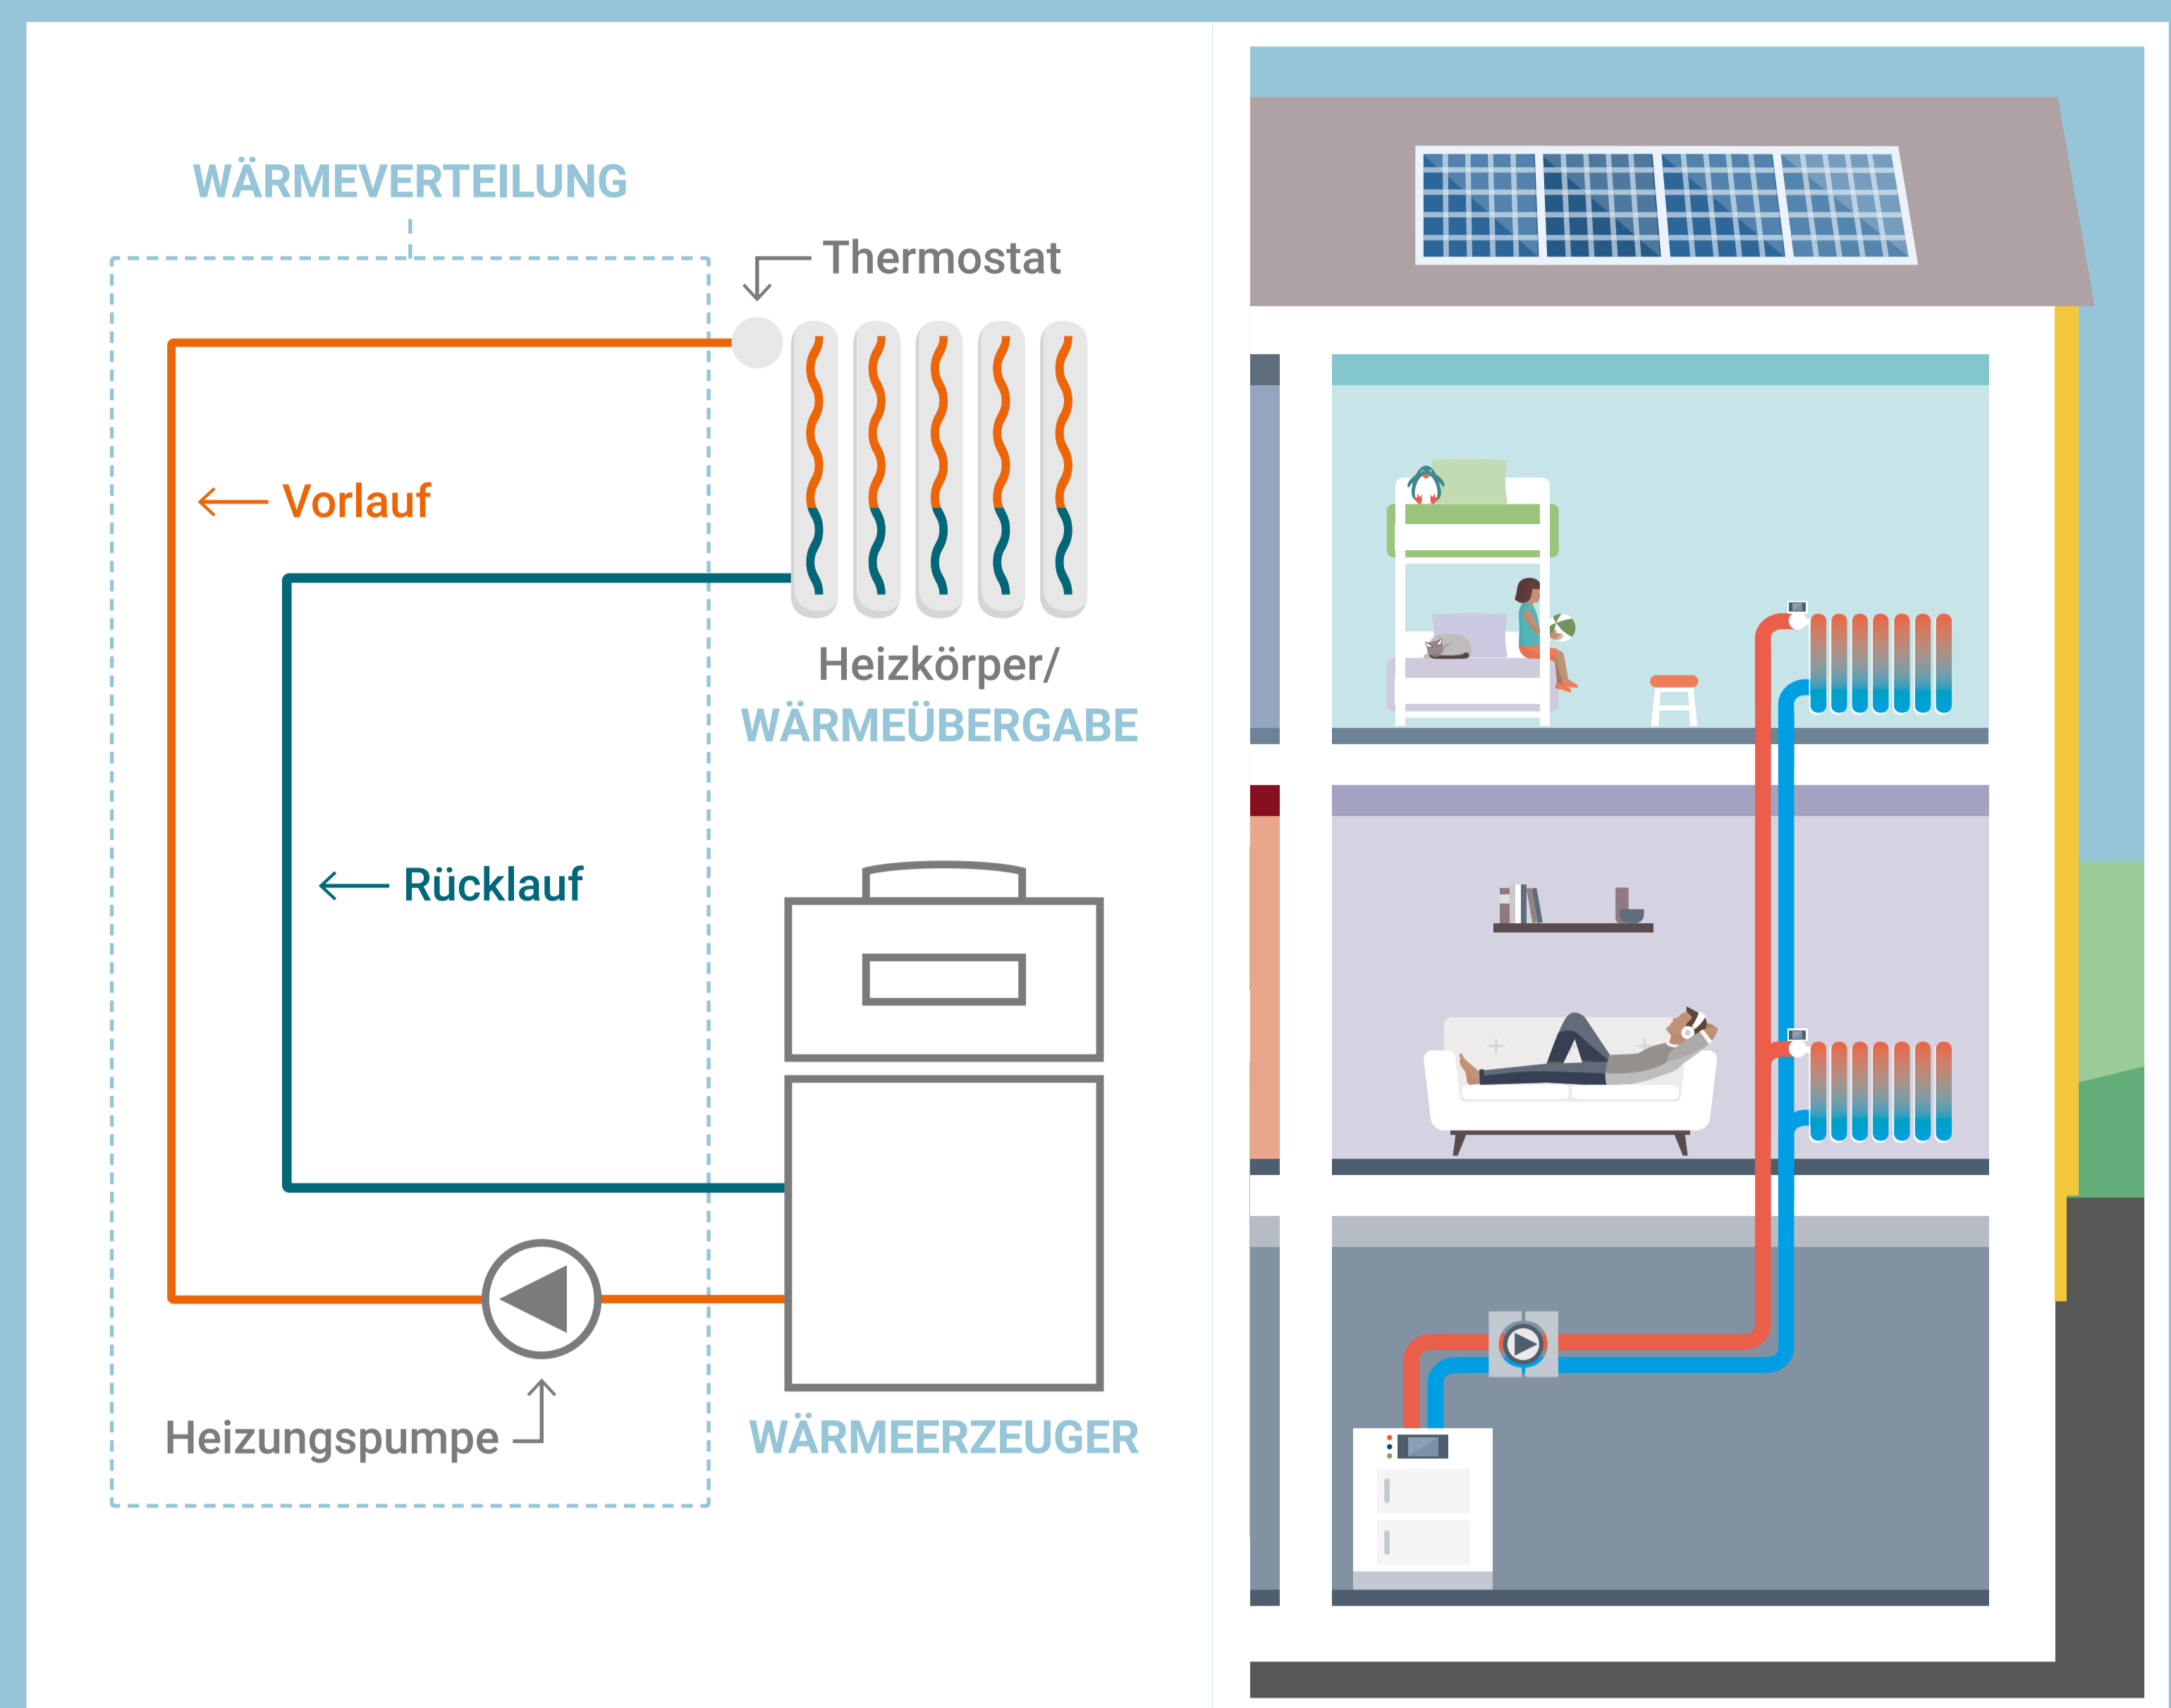 WÄRMEVERTEILUNG
Thermostat
Vorlauf
Heizkörper/
WÄRMEÜBERGABE
Rücklauf
Heizungspumpe
WÄRMEERZEUGER